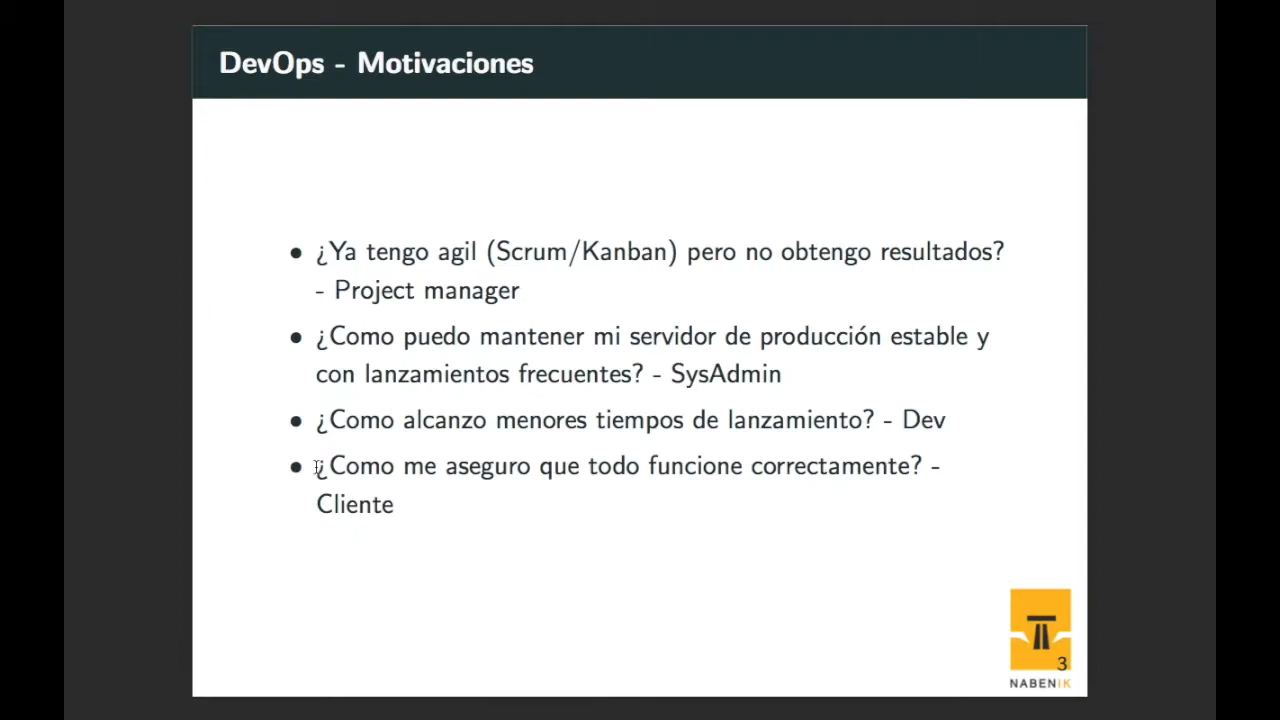 DevOps - Motivaciones
• ¿Ya tengo agil (Scrum/Kanban) pero no obtengo resultados?
- Project manager
• ¿Como puedo mantener mi servidor de producción estable y
con lanzamientos frecuentes? - SysAdmin
• ¿Como alcanzo menores tiempos de lanzamiento? - Dev
• ¿Como me aseguro que todo funcione correctamente? -
Cliente
3
NABENIK